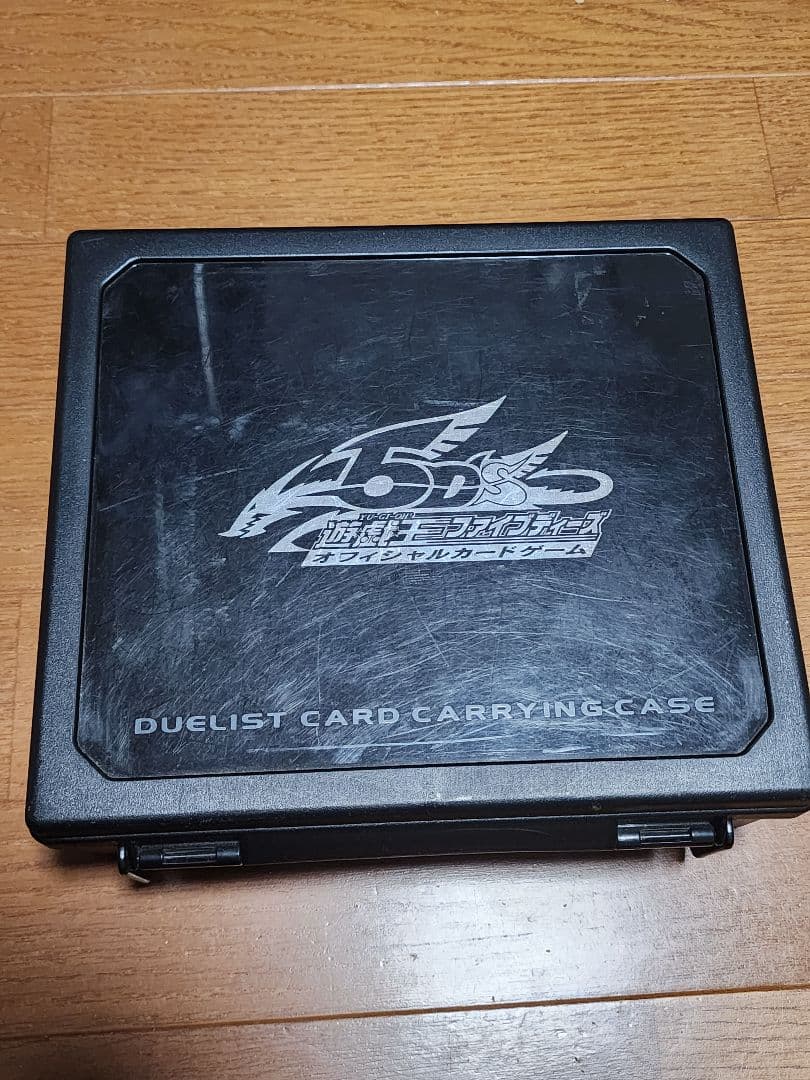 5D's
YU-GI-OH!
遊戯王ファイブディーズ
オフィシャルカードゲーム
DUELIST CARD CARRYING CASE